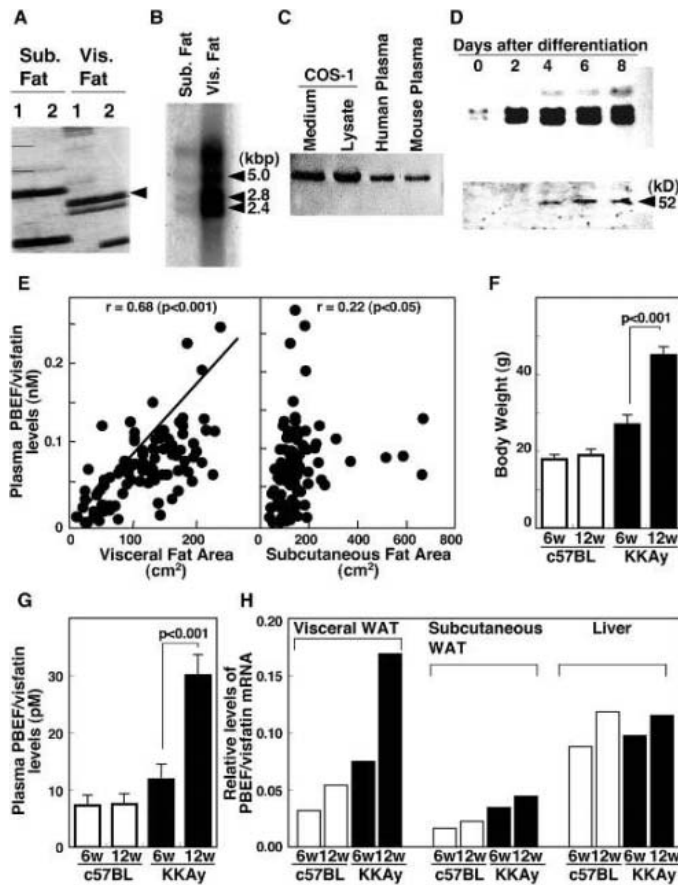 A
Sub. Fat
Vis. Fat
1 2 1 2
B
Sub. Fat
Vis. Fat
(kbp)
5.0
2.8
2.4
C
COS-1
Medium
Lysate
Human Plasma
Mouse Plasma
D
Days after differentiation
0 2 4 6 8
(kD)
52
E
r = 0.68 (p<0.001)
r = 0.22 (p<0.05)
Plasma PBEF/visfatin
levels (nM)
0.2
0.1
0
0 100 200
0 200 400 600 800
Visceral Fat Area
(cm²)
Subcutaneous Fat Area
(cm²)
F
p<0.001
Body Weight (g)
40
20
0
6w 12w 6w 12w
c57BL KKAy
G
p<0.001
Plasma PBEF/visfatin
levels (pM)
30
20
10
0
6w 12w 6w 12w
c57BL KKAy
H
Relative levels of
PBEF/visfatin mRNA
0.20
0.15
0.10
0.05
0.00
Visceral WAT
Subcutaneous
WAT
Liver
6w 12w 6w 12w
c57BL KKAy
6w 12w 6w 12w
c57BL KKAy
6w 12w 6w 12w
c57BL KKAy